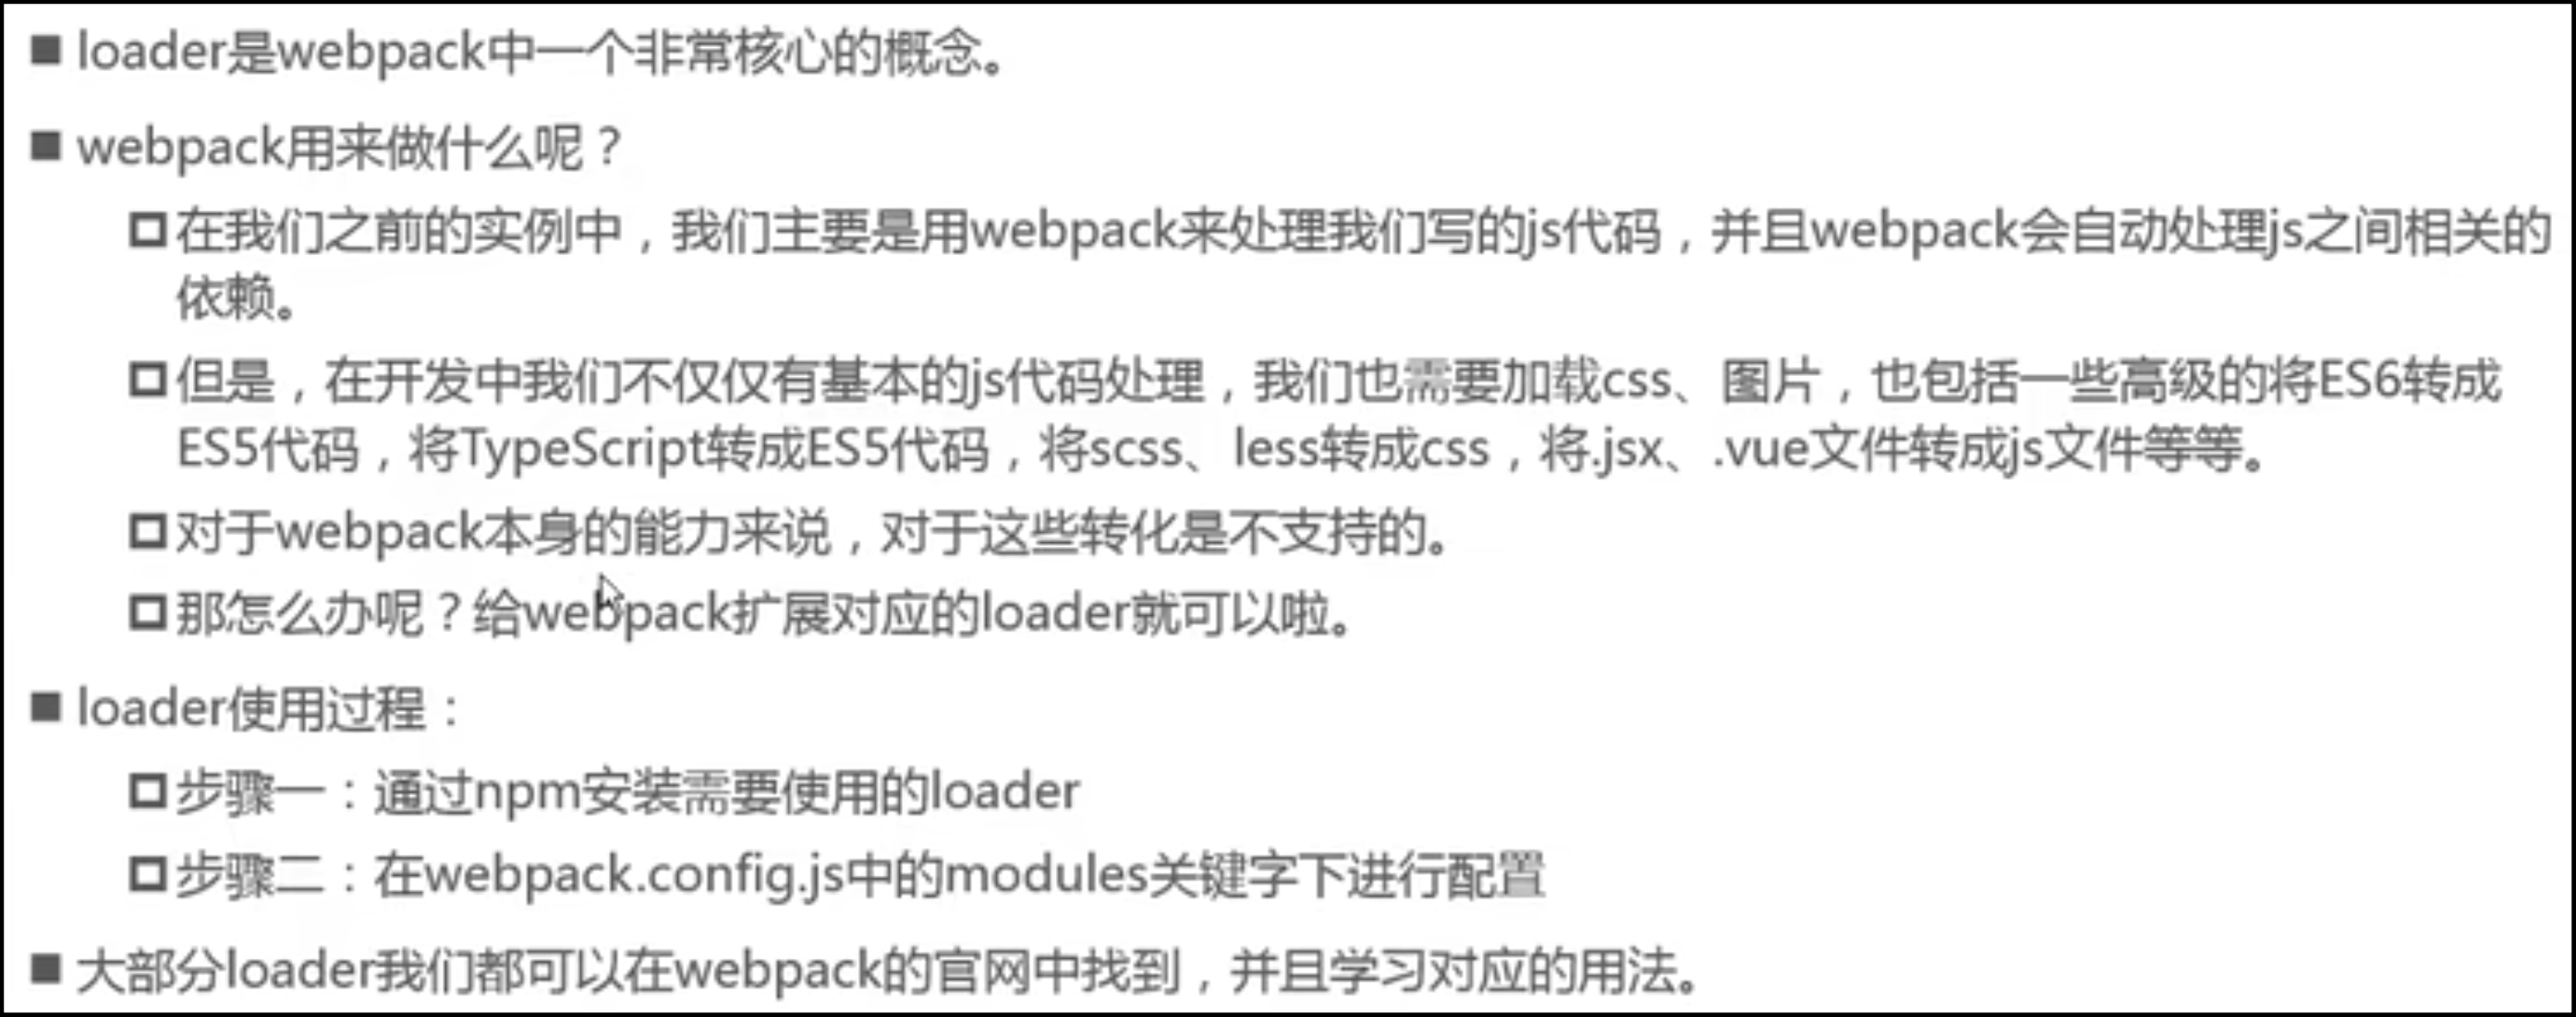 loader是webpack中一个非常核心的概念。
webpack用来做什么呢？
在我们之前的实例中，我们主要是用webpack来处理我们写的js代码，并且webpack会自动处理js之间相关的
依赖。
但是，在开发中我们不仅仅有基本的js代码处理，我们也需要加载css、图片，也包括一些高级的将ES6转成
ES5代码，将TypeScript转成ES5代码，将scss、less转成css，将.jsx、.vue文件转成js文件等等。
对于webpack本身的能力来说，对于这些转化是不支持的。
那怎么办呢？给webpack扩展对应的loader就可以啦。
loader使用过程：
步骤一：通过npm安装需要使用的loader
步骤二：在webpack.config.js中的modules关键字下进行配置
大部分loader我们都可以在webpack的官网中找到，并且学习对应的用法。